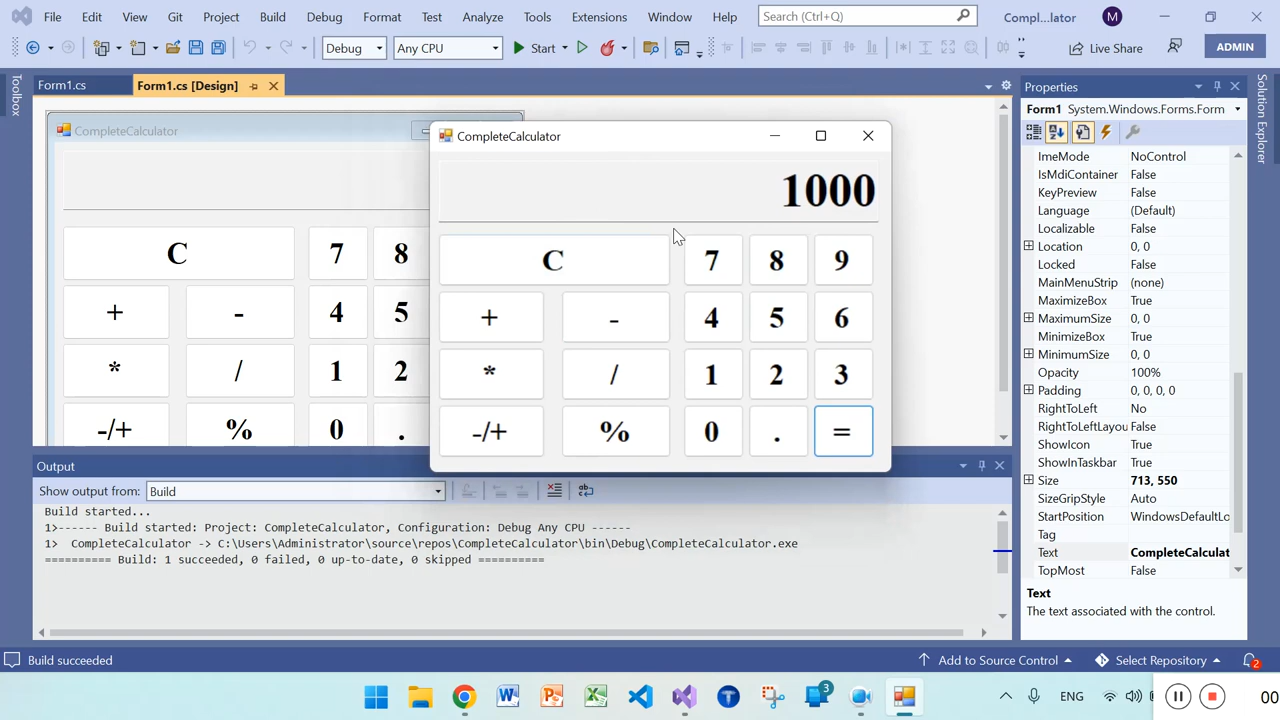 File Edit View Git Project Build Debug Format Test Analyze Tools Extensions Window Help Search (Ctrl+Q) Compl...lator M
Debug Any CPU Start Live Share ADMIN
Toolbox
Form1.cs Form1.cs [Design]
CompleteCalculator
C 7 8
+ - 4 5
* / 1 2
-/+ % 0 .
CompleteCalculator
1000
C 7 8 9
+ - 4 5 6
* / 1 2 3
-/+ % 0 . =
Properties
Form1 System.Windows.Forms.Form
ImeMode NoControl
IsMdiContainer False
KeyPreview False
Language (Default)
Localizable False
Location 0, 0
Locked False
MainMenuStrip (none)
MaximizeBox True
MaximumSize 0, 0
MinimizeBox True
MinimumSize 0, 0
Opacity 100%
Padding 0, 0, 0, 0
RightToLeft No
RightToLeftLayou False
ShowIcon True
ShowInTaskbar True
Size 713, 550
SizeGripStyle Auto
StartPosition WindowsDefaultLo
Tag
Text CompleteCalculat
TopMost False
Text
The text associated with the control.
Solution Explorer
Output
Show output from: Build
Build started...
1>------ Build started: Project: CompleteCalculator, Configuration: Debug Any CPU ------
1> CompleteCalculator -> C:\Users\Administrator\source\repos\CompleteCalculator\bin\Debug\CompleteCalculator.exe
========== Build: 1 succeeded, 0 failed, 0 up-to-date, 0 skipped ==========
Build succeeded Add to Source Control Select Repository 2
3 ENG 00